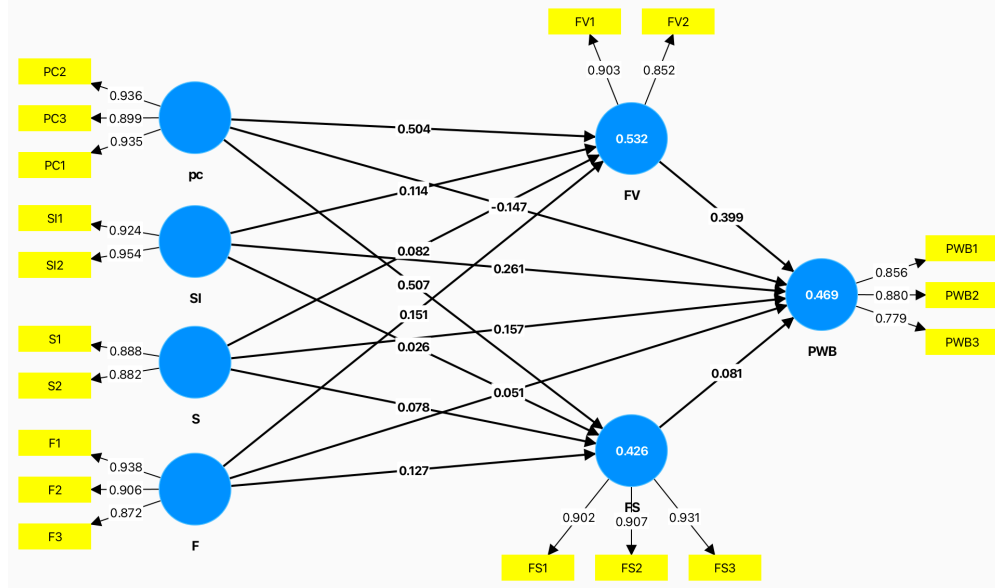 FV1
FV2
0.903
0.852
PC2
PC3
PC1
0.936
0.899
0.935
pc
0.504
0.532
FV
SI1
SI2
0.924
0.954
SI
0.114
-0.147
0.399
0.082
0.261
0.507
0.151
0.157
0.026
S1
S2
0.888
0.882
S
0.469
PWB
0.856
0.880
0.779
PWB1
PWB2
PWB3
0.051
0.081
0.078
0.127
F1
F2
F3
0.938
0.906
0.872
F
0.426
FS
0.902
0.907
0.931
FS1
FS2
FS3